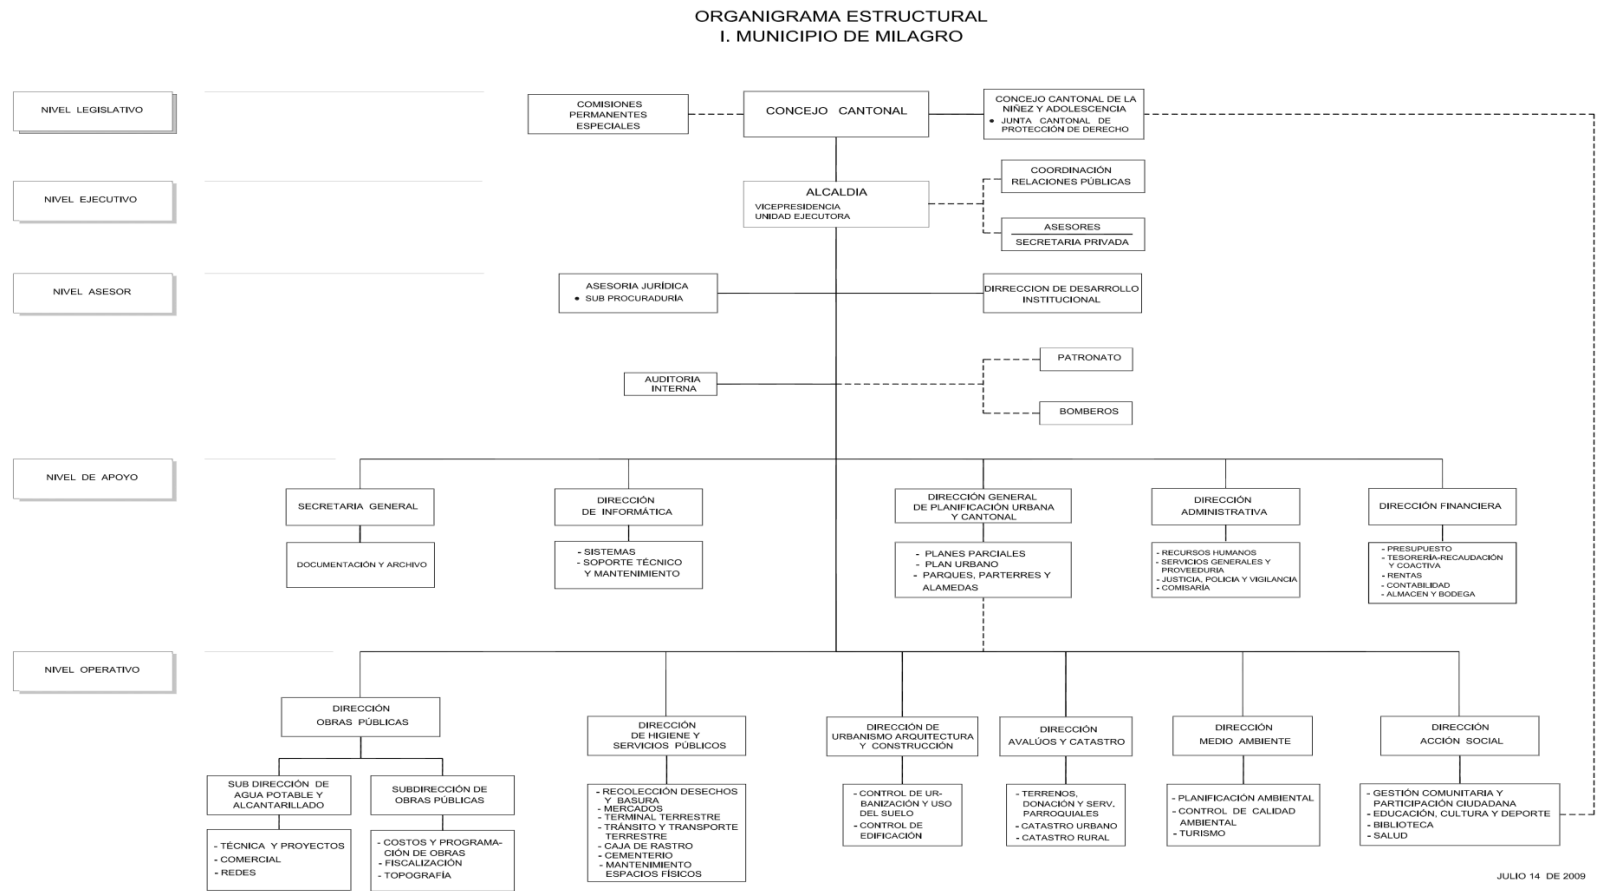 ORGANIGRAMA ESTRUCTURAL
I. MUNICIPIO DE MILAGRO
NIVEL LEGISLATIVO
COMISIONES
PERMANENTES
ESPECIALES
CONCEJO CANTONAL
CONCEJO CANTONAL DE LA
NIÑEZ Y ADOLESCENCIA
• JUNTA CANTONAL DE
PROTECCIÓN DE DERECHO
NIVEL EJECUTIVO
ALCALDIA
VICEPRESIDENCIA
UNIDAD EJECUTORA
COORDINACIÓN
RELACIONES PÚBLICAS
ASESORES
SECRETARIA PRIVADA
NIVEL ASESOR
ASESORIA JURÍDICA
• SUB PROCURADURÍA
DIRRECCION DE DESARROLLO
INSTITUCIONAL
AUDITORIA
INTERNA
PATRONATO
BOMBEROS
NIVEL DE APOYO
SECRETARIA GENERAL
DOCUMENTACIÓN Y ARCHIVO
DIRECCIÓN
DE INFORMÁTICA
- SISTEMAS
- SOPORTE TÉCNICO
Y MANTENIMIENTO
DIRECCIÓN GENERAL
DE PLANIFICACIÓN URBANA
Y CANTONAL
- PLANES PARCIALES
- PLAN URBANO
- PARQUES, PARTERRES Y
ALAMEDAS
DIRECCIÓN
ADMINISTRATIVA
- RECURSOS HUMANOS
- SERVICIOS GENERALES Y
PROVEEDURIA
- JUSTICIA, POLICIA Y VIGILANCIA
- COMISARÍA
DIRECCIÓN FINANCIERA
- PRESUPUESTO
- TESORERÍA-RECAUDACIÓN
Y COACTIVA
- RENTAS
- CONTABILIDAD
- ALMACEN Y BODEGA
NIVEL OPERATIVO
DIRECCIÓN
OBRAS PÚBLICAS
SUB DIRECCIÓN DE
AGUA POTABLE Y
ALCANTARILLADO
- TÉCNICA Y PROYECTOS
- COMERCIAL
- REDES
SUBDIRECCIÓN DE
OBRAS PÚBLICAS
- COSTOS Y PROGRAMA-
CIÓN DE OBRAS
- FISCALIZACIÓN
- TOPOGRAFÍA
DIRECCIÓN
DE HIGIENE Y
SERVICIOS PÚBLICOS
- RECOLECCIÓN DESECHOS
Y BASURA
- MERCADOS
- TERMINAL TERRESTRE
- TRÁNSITO Y TRANSPORTE
TERRESTRE
- CAJA DE RASTRO
- CEMENTERIO
- MANTENIMIENTO
ESPACIOS FÍSICOS
DIRECCIÓN DE
URBANISMO ARQUITECTURA
Y CONSTRUCCIÓN
- CONTROL DE UR-
BANIZACIÓN Y USO
DEL SUELO
- CONTROL DE
EDIFICACIÓN
DIRECCIÓN
AVALÚOS Y CATASTRO
- TERRENOS,
DONACIÓN Y SERV.
PARROQUIALES
- CATASTRO URBANO
- CATASTRO RURAL
DIRECCIÓN
MEDIO AMBIENTE
- PLANIFICACIÓN AMBIENTAL
- CONTROL DE CALIDAD
AMBIENTAL
- TURISMO
DIRECCIÓN
ACCIÓN SOCIAL
- GESTIÓN COMUNITARIA Y
PARTICIPACIÓN CIUDADANA
- EDUCACIÓN, CULTURA Y DEPORTE
- BIBLIOTECA
- SALUD
JULIO 14 DE 2009